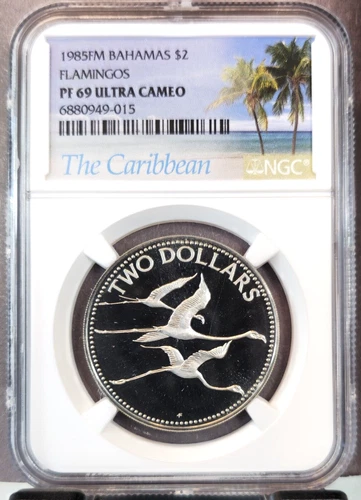 1985FM BAHAMAS $2
FLAMINGOS
PF 69 ULTRA CAMEO
6880949-015
The Caribbean
NGC®
TWO DOLLARS